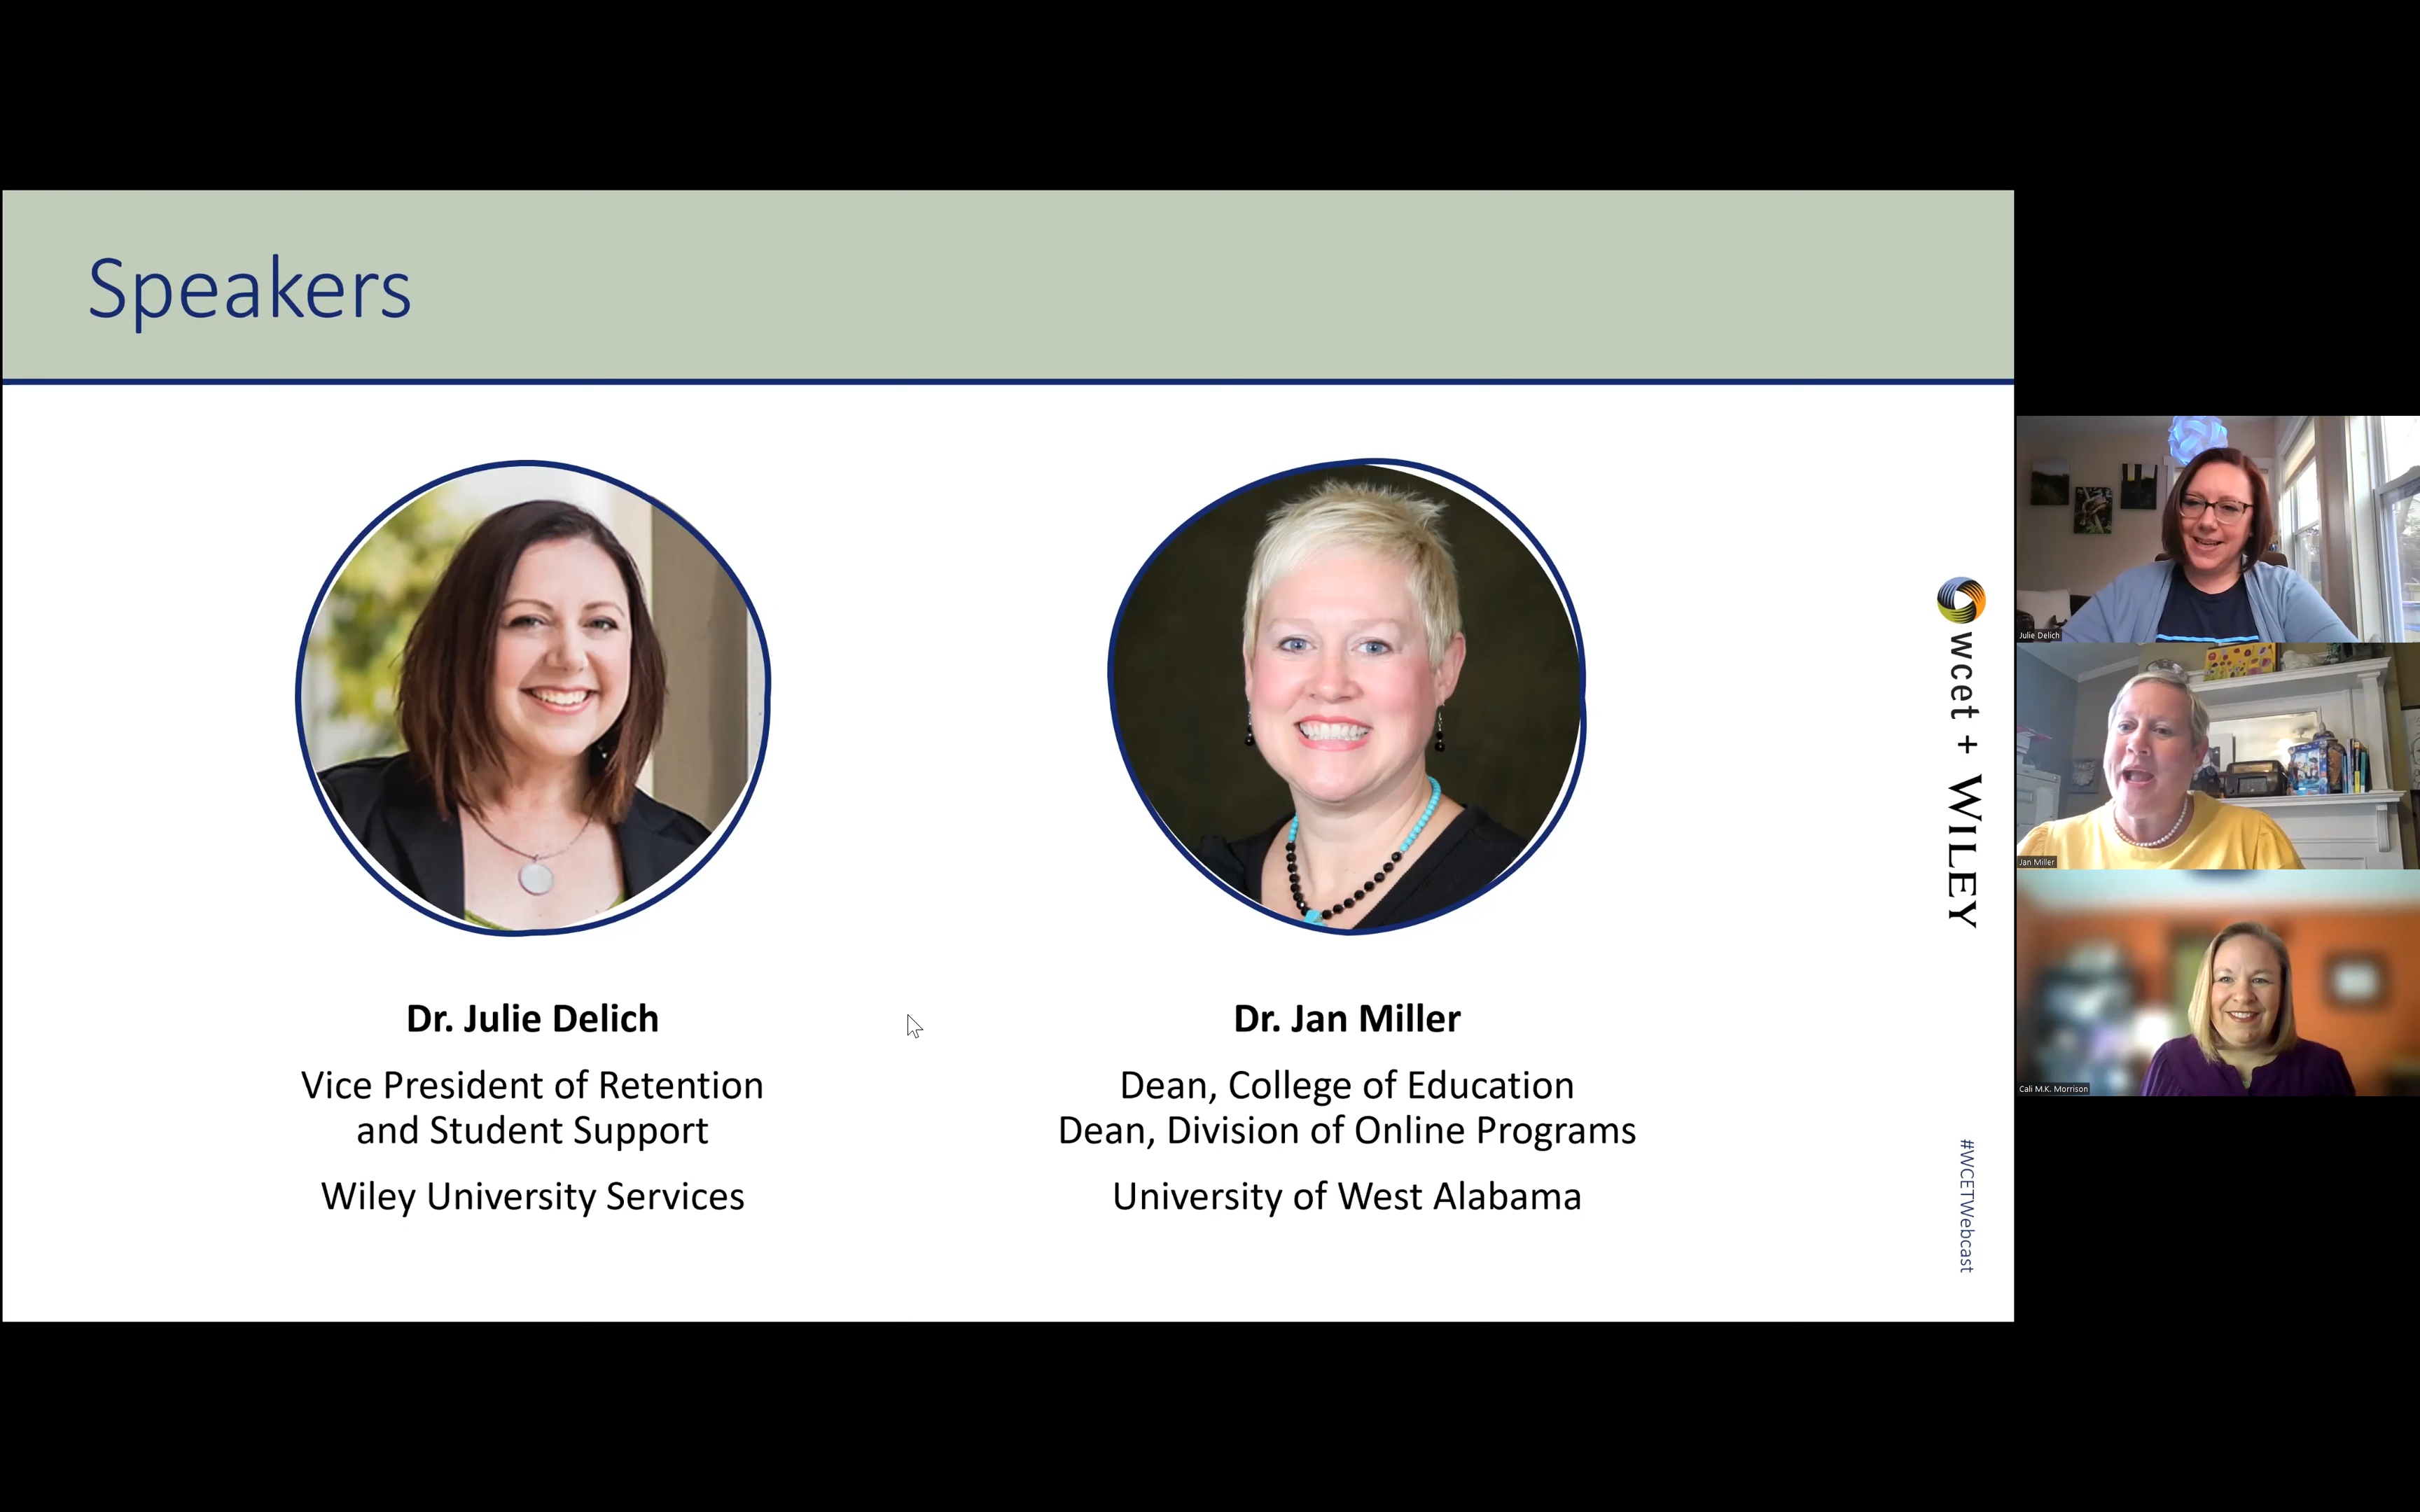 Speakers
Dr. Julie Delich
Vice President of Retention
and Student Support
Wiley University Services
Dr. Jan Miller
Dean, College of Education
Dean, Division of Online Programs
University of West Alabama
wcet + WILEY
#WCETWebcast
Julie Delich
Jan Miller
Cali M.K. Morrison